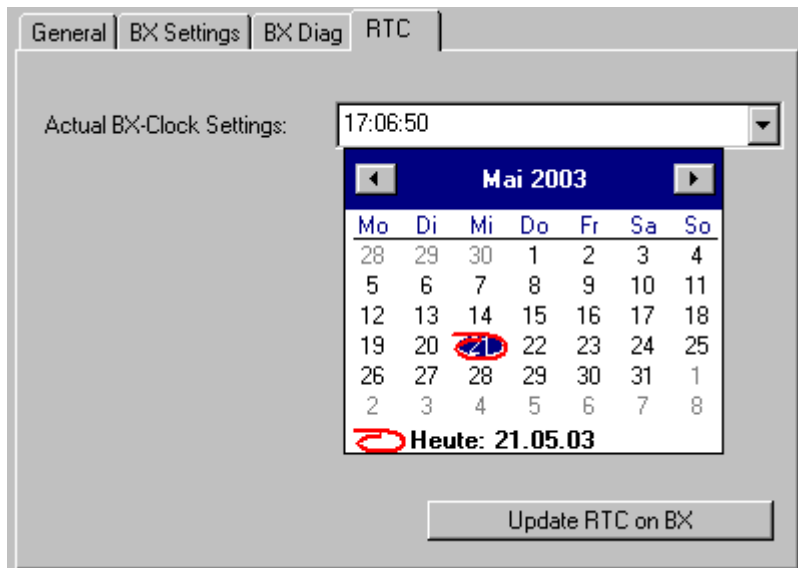 General BX Settings BX Diag RTC
Actual BX-Clock Settings: 17:06:50
Mai 2003
Mo Di Mi Do Fr Sa So
28 29 30 1 2 3 4
5 6 7 8 9 10 11
12 13 14 15 16 17 18
19 20 21 22 23 24 25
26 27 28 29 30 31 1
2 3 4 5 6 7 8
Heute: 21.05.03
Update RTC on BX